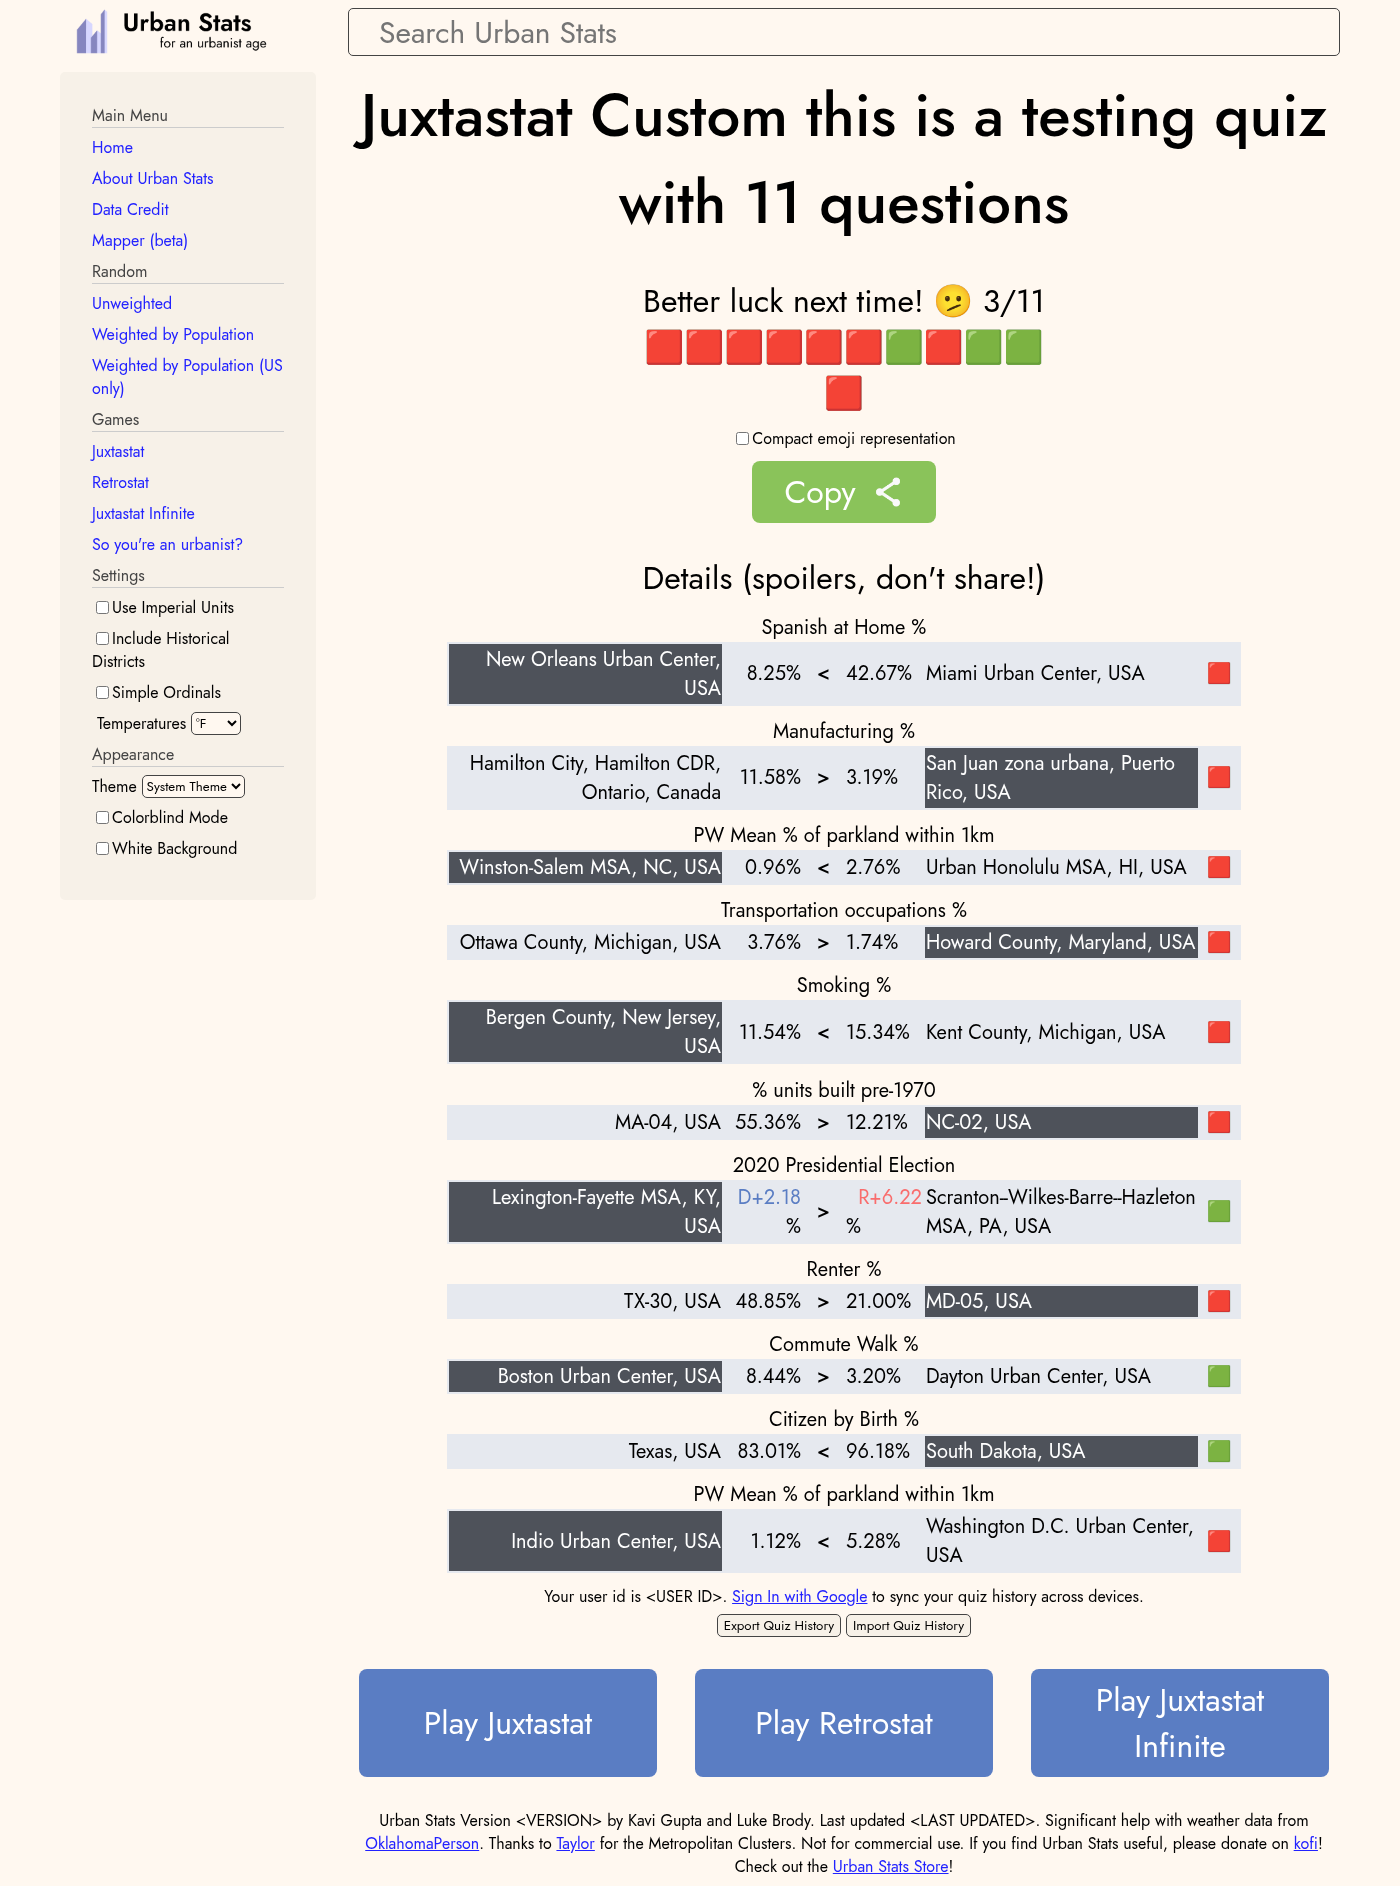 Urban Stats
for an urbanist age
Search Urban Stats
Main Menu
Home
About Urban Stats
Data Credit
Mapper (beta)
Random
Unweighted
Weighted by Population
Weighted by Population (US
only)
Games
Juxtastat
Retrostat
Juxtastat Infinite
So you're an urbanist?
Settings
Use Imperial Units
Include Historical
Districts
Simple Ordinals
Temperatures °F
Appearance
Theme System Theme
Colorblind Mode
White Background
Juxtastat Custom this is a testing quiz
with 11 questions
Better luck next time! 🫤 3/11
🟥🟥🟥🟥🟥🟥🟩🟥🟩🟩
🟥
Compact emoji representation
Copy
Details (spoilers, don't share!)
Spanish at Home %
New Orleans Urban Center,
USA
8.25% < 42.67% Miami Urban Center, USA 🟥
Manufacturing %
Hamilton City, Hamilton CDR,
Ontario, Canada
11.58% > 3.19%
San Juan zona urbana, Puerto
Rico, USA
🟥
PW Mean % of parkland within 1km
Winston-Salem MSA, NC, USA 0.96% < 2.76% Urban Honolulu MSA, HI, USA 🟥
Transportation occupations %
Ottawa County, Michigan, USA 3.76% > 1.74% Howard County, Maryland, USA 🟥
Smoking %
Bergen County, New Jersey,
USA
11.54% < 15.34% Kent County, Michigan, USA 🟥
% units built pre-1970
MA-04, USA 55.36% > 12.21% NC-02, USA 🟥
2020 Presidential Election
Lexington-Fayette MSA, KY,
USA
D+2.18
%
>
R+6.22
%
Scranton--Wilkes-Barre--Hazleton
MSA, PA, USA
🟩
Renter %
TX-30, USA 48.85% > 21.00% MD-05, USA 🟥
Commute Walk %
Boston Urban Center, USA 8.44% > 3.20% Dayton Urban Center, USA 🟩
Citizen by Birth %
Texas, USA 83.01% < 96.18% South Dakota, USA 🟩
PW Mean % of parkland within 1km
Indio Urban Center, USA 1.12% < 5.28%
Washington D.C. Urban Center,
USA
🟥
Your user id is <USER ID>. Sign In with Google to sync your quiz history across devices.
Export Quiz History Import Quiz History
Play Juxtastat
Play Retrostat
Play Juxtastat
Infinite
Urban Stats Version <VERSION> by Kavi Gupta and Luke Brody. Last updated <LAST UPDATED>. Significant help with weather data from
OklahomaPerson. Thanks to Taylor for the Metropolitan Clusters. Not for commercial use. If you find Urban Stats useful, please donate on kofi!
Check out the Urban Stats Store!